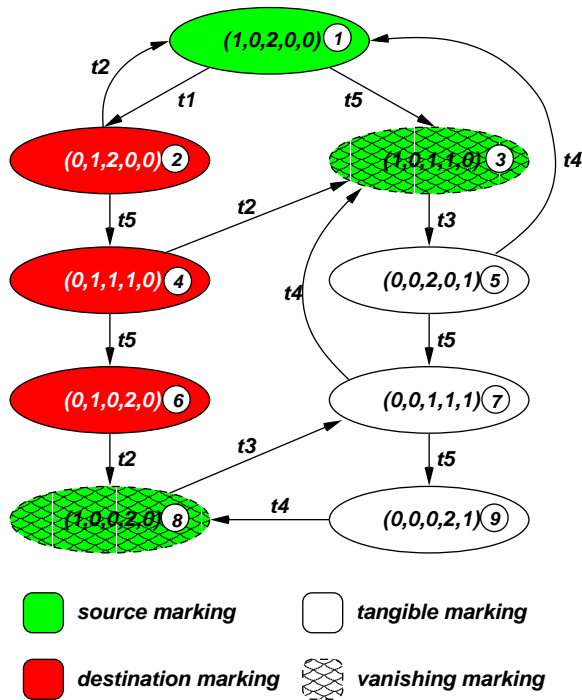 (1,0,2,0,0) 1
t2
t1
t5
t4
(0,1,2,0,0) 2
(1,0,1,1,0) 3
t5
t2
t3
(0,1,1,1,0) 4
(0,0,2,0,1) 5
t4
t5
t5
(0,1,0,2,0) 6
(0,0,1,1,1) 7
t2
t3
t5
(1,0,0,2,0) 8
t4
(0,0,0,2,1) 9
source marking
tangible marking
destination marking
vanishing marking